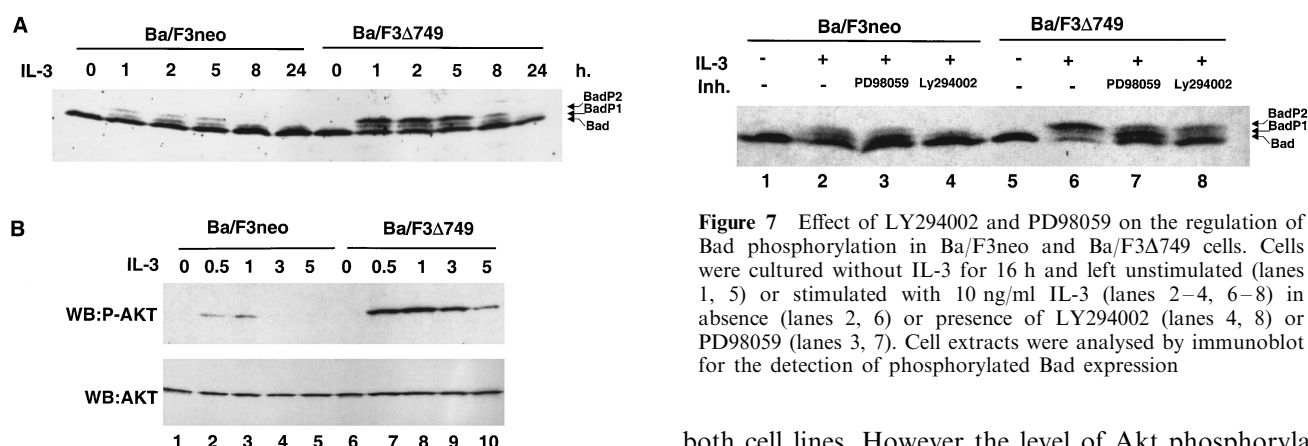 A
Ba/F3neo Ba/F3Δ749
IL-3 0 1 2 5 8 24 0 1 2 5 8 24 h.
BadP2
BadP1
Bad
B
Ba/F3neo Ba/F3Δ749
IL-3 0 0.5 1 3 5 0 0.5 1 3 5
WB:P-AKT
WB:AKT
1 2 3 4 5 6 7 8 9 10
Ba/F3neo Ba/F3Δ749
IL-3 - + + + - + + +
Inh. - - PD98059 Ly294002 - - PD98059 Ly294002
BadP2
BadP1
Bad
1 2 3 4 5 6 7 8
Figure 7 Effect of LY294002 and PD98059 on the regulation of
Bad phosphorylation in Ba/F3neo and Ba/F3Δ749 cells. Cells
were cultured without IL-3 for 16 h and left unstimulated (lanes
1, 5) or stimulated with 10 ng/ml IL-3 (lanes 2–4, 6–8) in
absence (lanes 2, 6) or presence of LY294002 (lanes 4, 8) or
PD98059 (lanes 3, 7). Cell extracts were analysed by immunoblot
for the detection of phosphorylated Bad expression
both cell lines. However the level of Akt phosphoryla